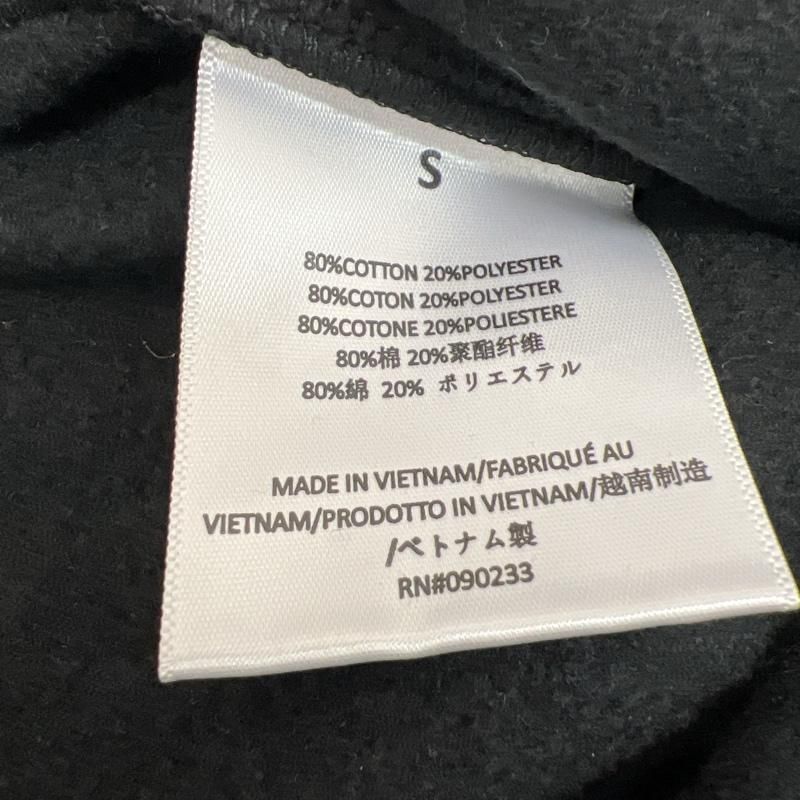 S
80%COTTON 20%POLYESTER
80%COTON 20%POLYESTER
80%COTONE 20%POLIESTERE
80%棉 20%聚酯纤维
80%綿 20% ポリエステル
MADE IN VIETNAM/FABRIQUÉ AU
VIETNAM/PRODOTTO IN VIETNAM/越南制造
/ベトナム製
RN#090233